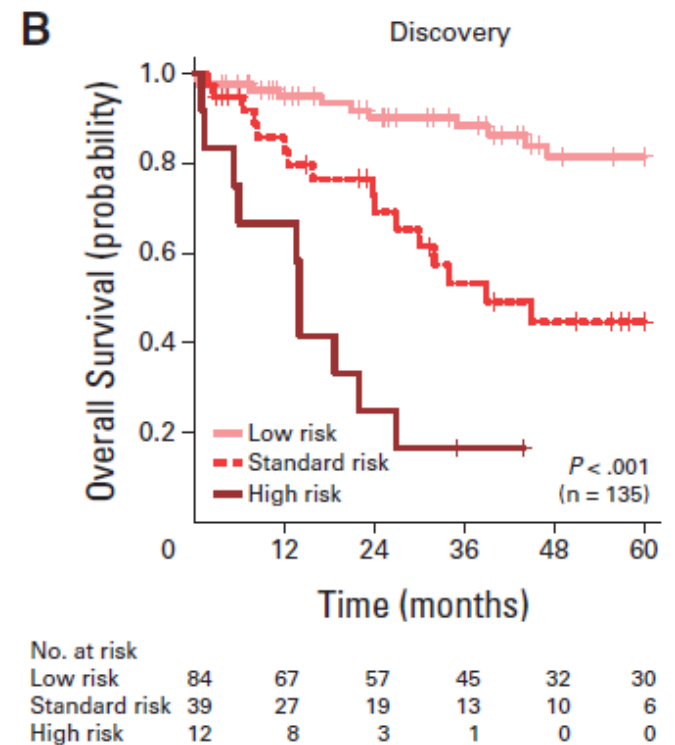 B
Discovery
Overall Survival (probability)
1.0
0.8
0.6
0.4
0.2
Low risk
Standard risk
High risk
P < .001
(n = 135)
0 12 24 36 48 60
Time (months)
No. at risk
Low risk 84 67 57 45 32 30
Standard risk 39 27 19 13 10 6
High risk 12 8 3 1 0 0